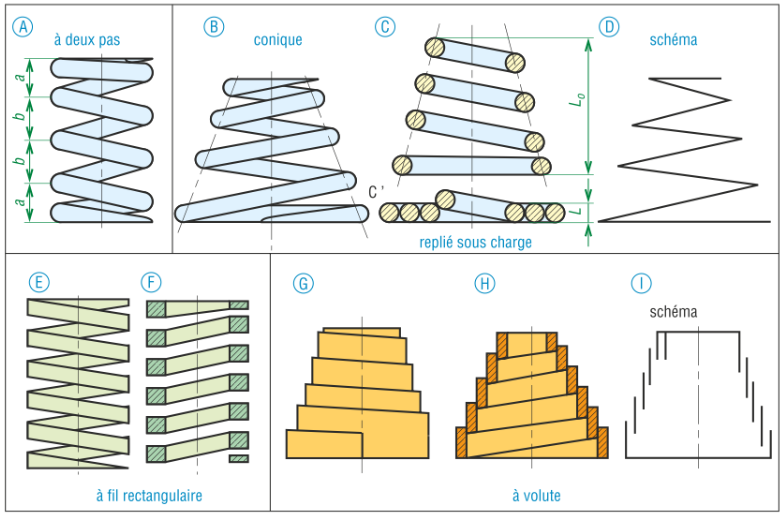 A
à deux pas
a
b
b
a
B
conique
C
L₀
C'
L
replié sous charge
D
schéma
E
F
à fil rectangulaire
G
H
à volute
I
schéma